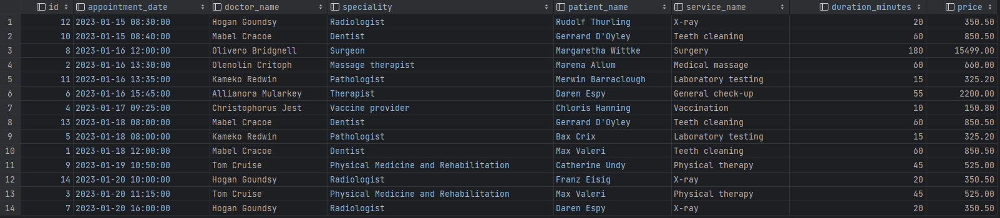 id appointment_date doctor_name speciality patient_name service_name duration_minutes price
1 12 2023-01-15 08:30:00 Hogan Goundsy Radiologist Rudolf Thurling X-ray 20 350.50
2 10 2023-01-15 08:40:00 Mabel Cracoe Dentist Gerrard D'Oyley Teeth cleaning 60 850.50
3 8 2023-01-16 12:00:00 Olivero Bridgnell Surgeon Margaretha Wittke Surgery 180 15499.00
4 2 2023-01-16 13:30:00 Olenolin Critoph Massage therapist Marena Allum Medical massage 60 660.00
5 11 2023-01-16 13:35:00 Kameko Redwin Pathologist Merwin Barraclough Laboratory testing 15 325.20
6 6 2023-01-16 15:45:00 Allianora Mularkey Therapist Daren Espy General check-up 55 2200.00
7 4 2023-01-17 09:25:00 Christophorus Jest Vaccine provider Chloris Hanning Vaccination 10 150.80
8 13 2023-01-18 08:00:00 Mabel Cracoe Dentist Gerrard D'Oyley Teeth cleaning 60 850.50
9 5 2023-01-18 08:00:00 Kameko Redwin Pathologist Bax Crix Laboratory testing 15 325.20
10 1 2023-01-18 12:00:00 Mabel Cracoe Dentist Max Valeri Teeth cleaning 60 850.50
11 9 2023-01-19 10:50:00 Tom Cruise Physical Medicine and Rehabilitation Catherine Undy Physical therapy 45 525.00
12 14 2023-01-20 10:00:00 Hogan Goundsy Radiologist Franz Eisig X-ray 20 350.50
13 3 2023-01-20 11:15:00 Tom Cruise Physical Medicine and Rehabilitation Max Valeri Physical therapy 45 525.00
14 7 2023-01-20 16:00:00 Hogan Goundsy Radiologist Daren Espy X-ray 20 350.50